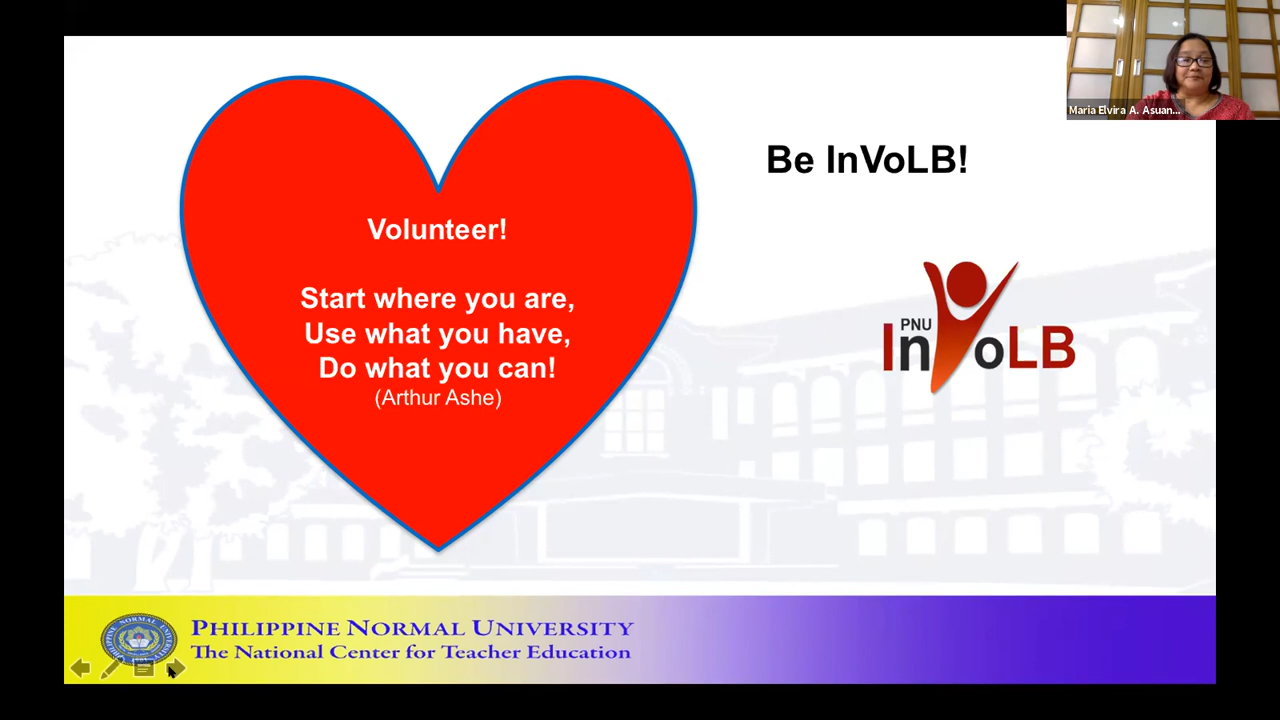 Maria Elvira A. Asuan...
Be InVoLB!
Volunteer!
Start where you are,
Use what you have,
Do what you can!
(Arthur Ashe)
PNU
InVoLB
PHILIPPINE NORMAL UNIVERSITY
The National Center for Teacher Education